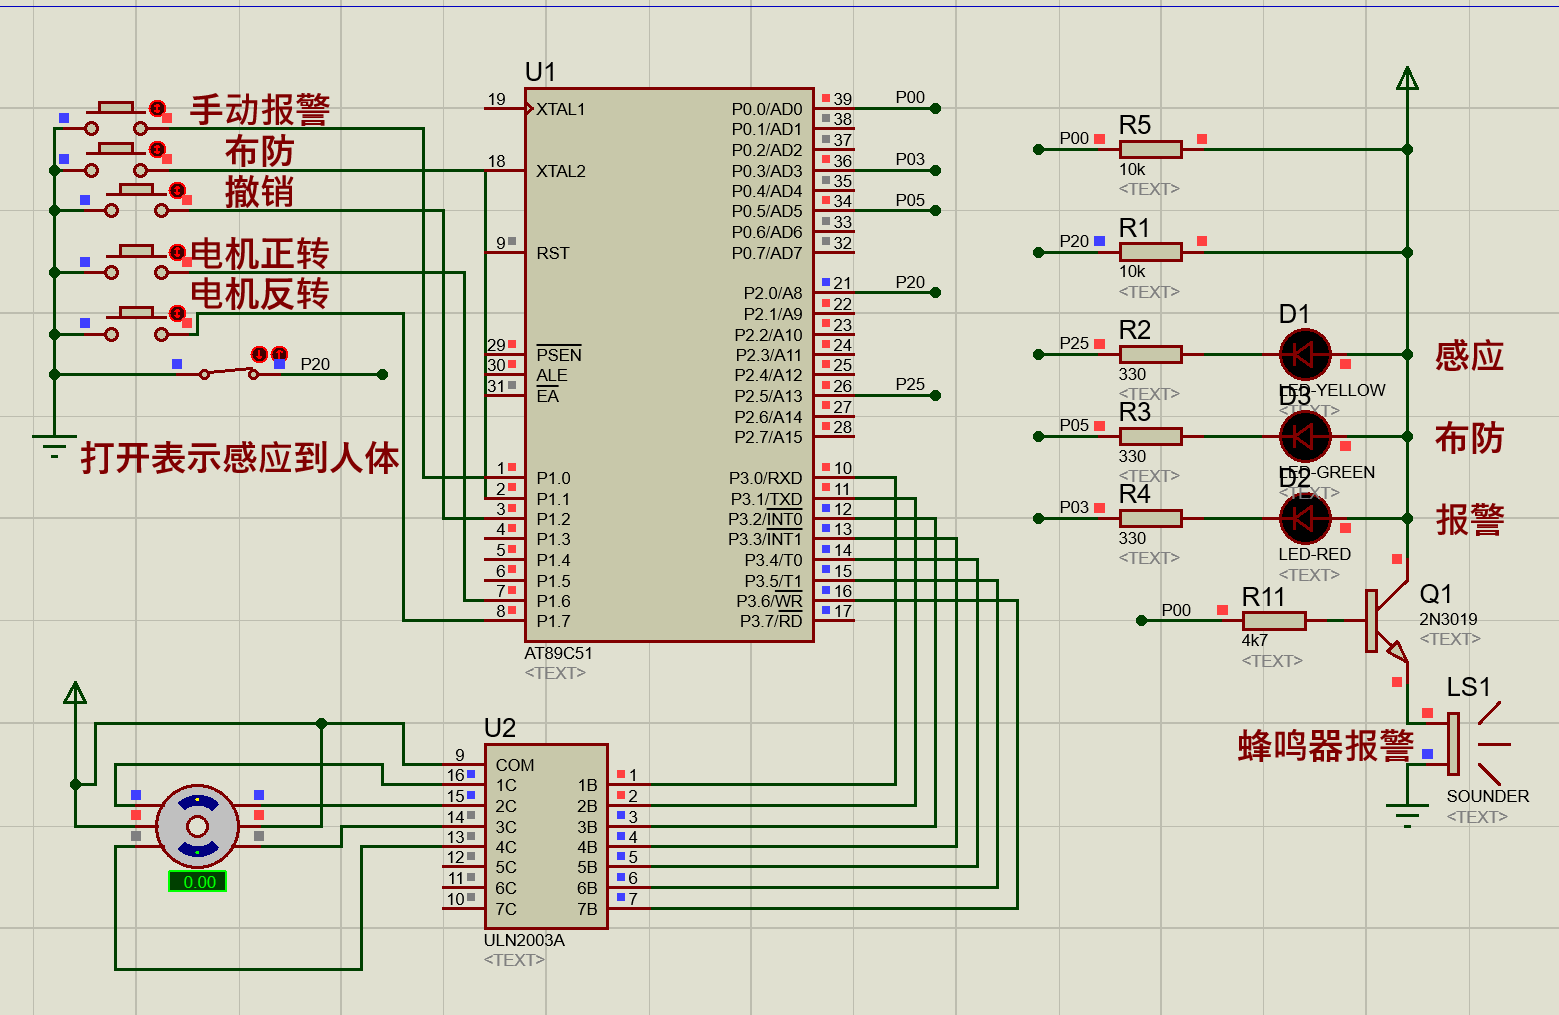 手动报警
布防
撤销
电机正转
电机反转
P20
打开表示感应到人体
U1
19 XTAL1
18 XTAL2
9 RST
29 PSEN
30 ALE
31 EA
1 P1.0
2 P1.1
3 P1.2
4 P1.3
5 P1.4
6 P1.5
7 P1.6
8 P1.7
P0.0/AD0 39 P00
P0.1/AD1 38
P0.2/AD2 37
P0.3/AD3 36 P03
P0.4/AD4 35
P0.5/AD5 34 P05
P0.6/AD6 33
P0.7/AD7 32
P2.0/A8 21 P20
P2.1/A9 22
P2.2/A10 23
P2.3/A11 24
P2.4/A12 25
P2.5/A13 26 P25
P2.6/A14 27
P2.7/A15 28
P3.0/RXD 10
P3.1/TXD 11
P3.2/INT0 12
P3.3/INT1 13
P3.4/T0 14
P3.5/T1 15
P3.6/WR 16
P3.7/RD 17
AT89C51
<TEXT>
P00 R5
10k
<TEXT>
P20 R1
10k
<TEXT>
P25 R2
330
<TEXT>
D1
LED-YELLOW
<TEXT>
感应
P05 R3
330
<TEXT>
D3
LED-GREEN
<TEXT>
布防
P03 R4
330
<TEXT>
D2
LED-RED
<TEXT>
报警
P00 R11
4k7
<TEXT>
Q1
2N3019
<TEXT>
LS1
蜂鸣器报警
SOUNDER
<TEXT>
U2
9 COM
16 1C 1B 1
15 2C 2B 2
14 3C 3B 3
13 4C 4B 4
12 5C 5B 5
11 6C 6B 6
10 7C 7B 7
ULN2003A
<TEXT>
0.00